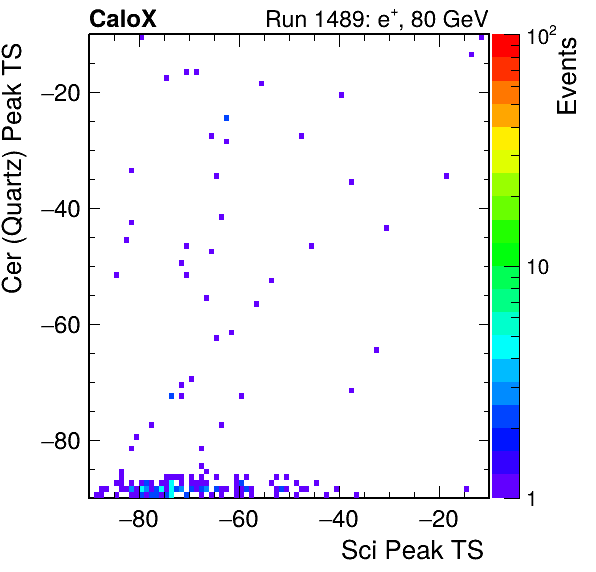 CaloX Run 1489: e+, 80 GeV
Cer (Quartz) Peak TS
−20
−40
−60
−80
−80 −60 −40 −20
Sci Peak TS
10²
10
1
Events